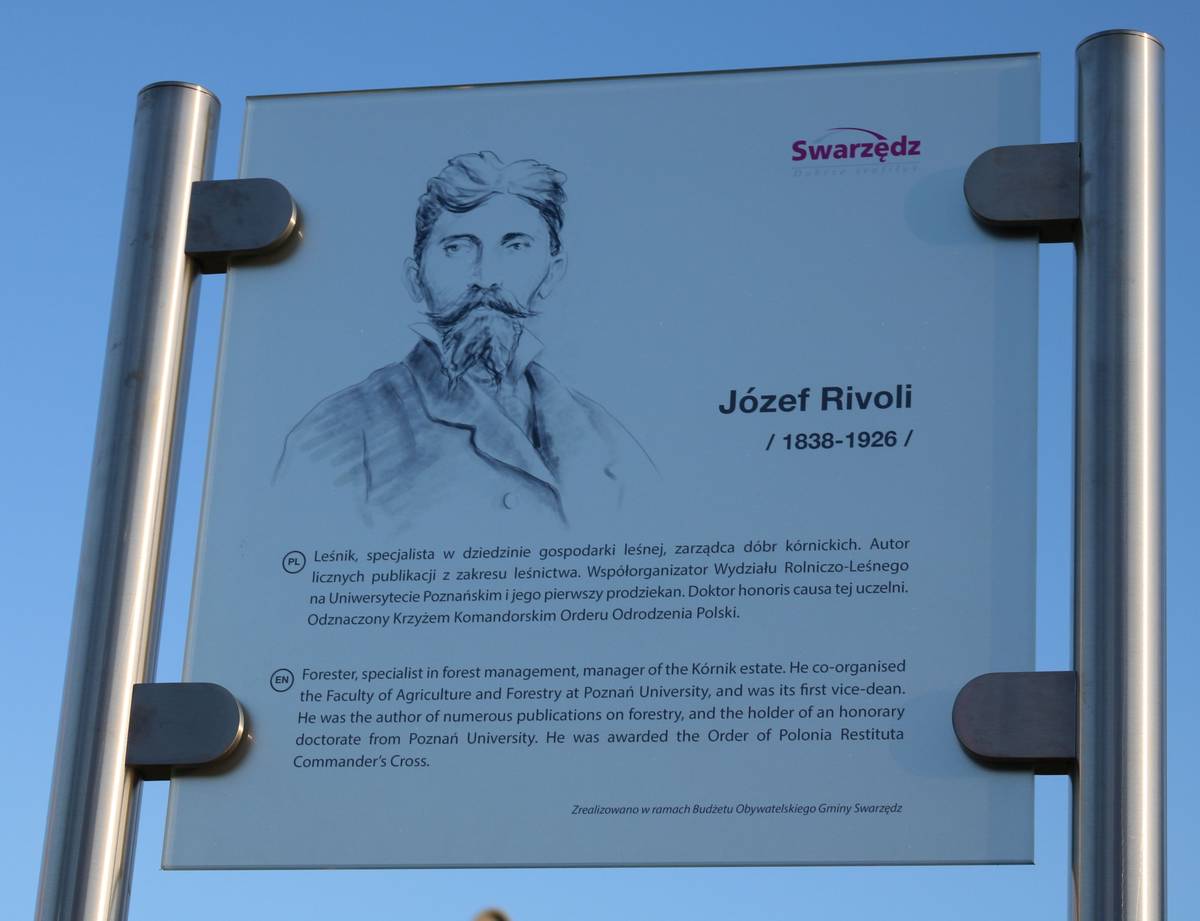 Swarzędz
Józef Rivoli
/ 1838-1926 /
PL Leśnik, specjalista w dziedzinie gospodarki leśnej, zarządca dóbr kórnickich. Autor
licznych publikacji z zakresu leśnictwa. Współorganizator Wydziału Rolniczo-Leśnego
na Uniwersytecie Poznańskim i jego pierwszy prodziekan. Doktor honoris causa tej uczelni.
Odznaczony Krzyżem Komandorskim Orderu Odrodzenia Polski.
EN Forester, specialist in forest management, manager of the Kórnik estate. He co-organised
the Faculty of Agriculture and Forestry at Poznań University, and was its first vice-dean.
He was the author of numerous publications on forestry, and the holder of an honorary
doctorate from Poznań University. He was awarded the Order of Polonia Restituta
Commander's Cross.
Zrealizowano w ramach Budżetu Obywatelskiego Gminy Swarzędz